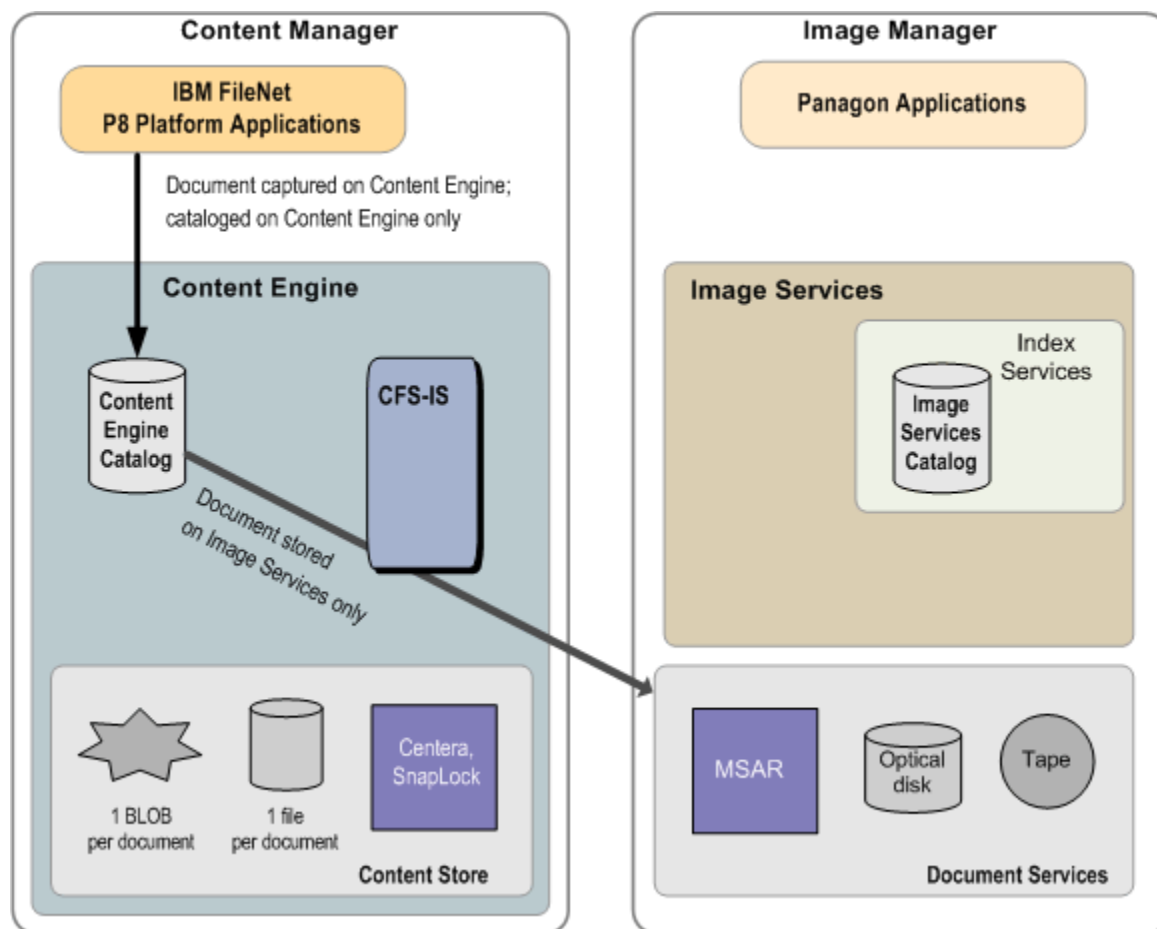 Content Manager
IBM FileNet
P8 Platform Applications
Document captured on Content Engine;
cataloged on Content Engine only
Content Engine
Content
Engine
Catalog
CFS-IS
Document stored
on Image Services only
1 BLOB
per document
1 file
per document
Centera,
SnapLock
Content Store
Image Manager
Panagon Applications
Image Services
Index
Services
Image
Services
Catalog
MSAR
Optical
disk
Tape
Document Services